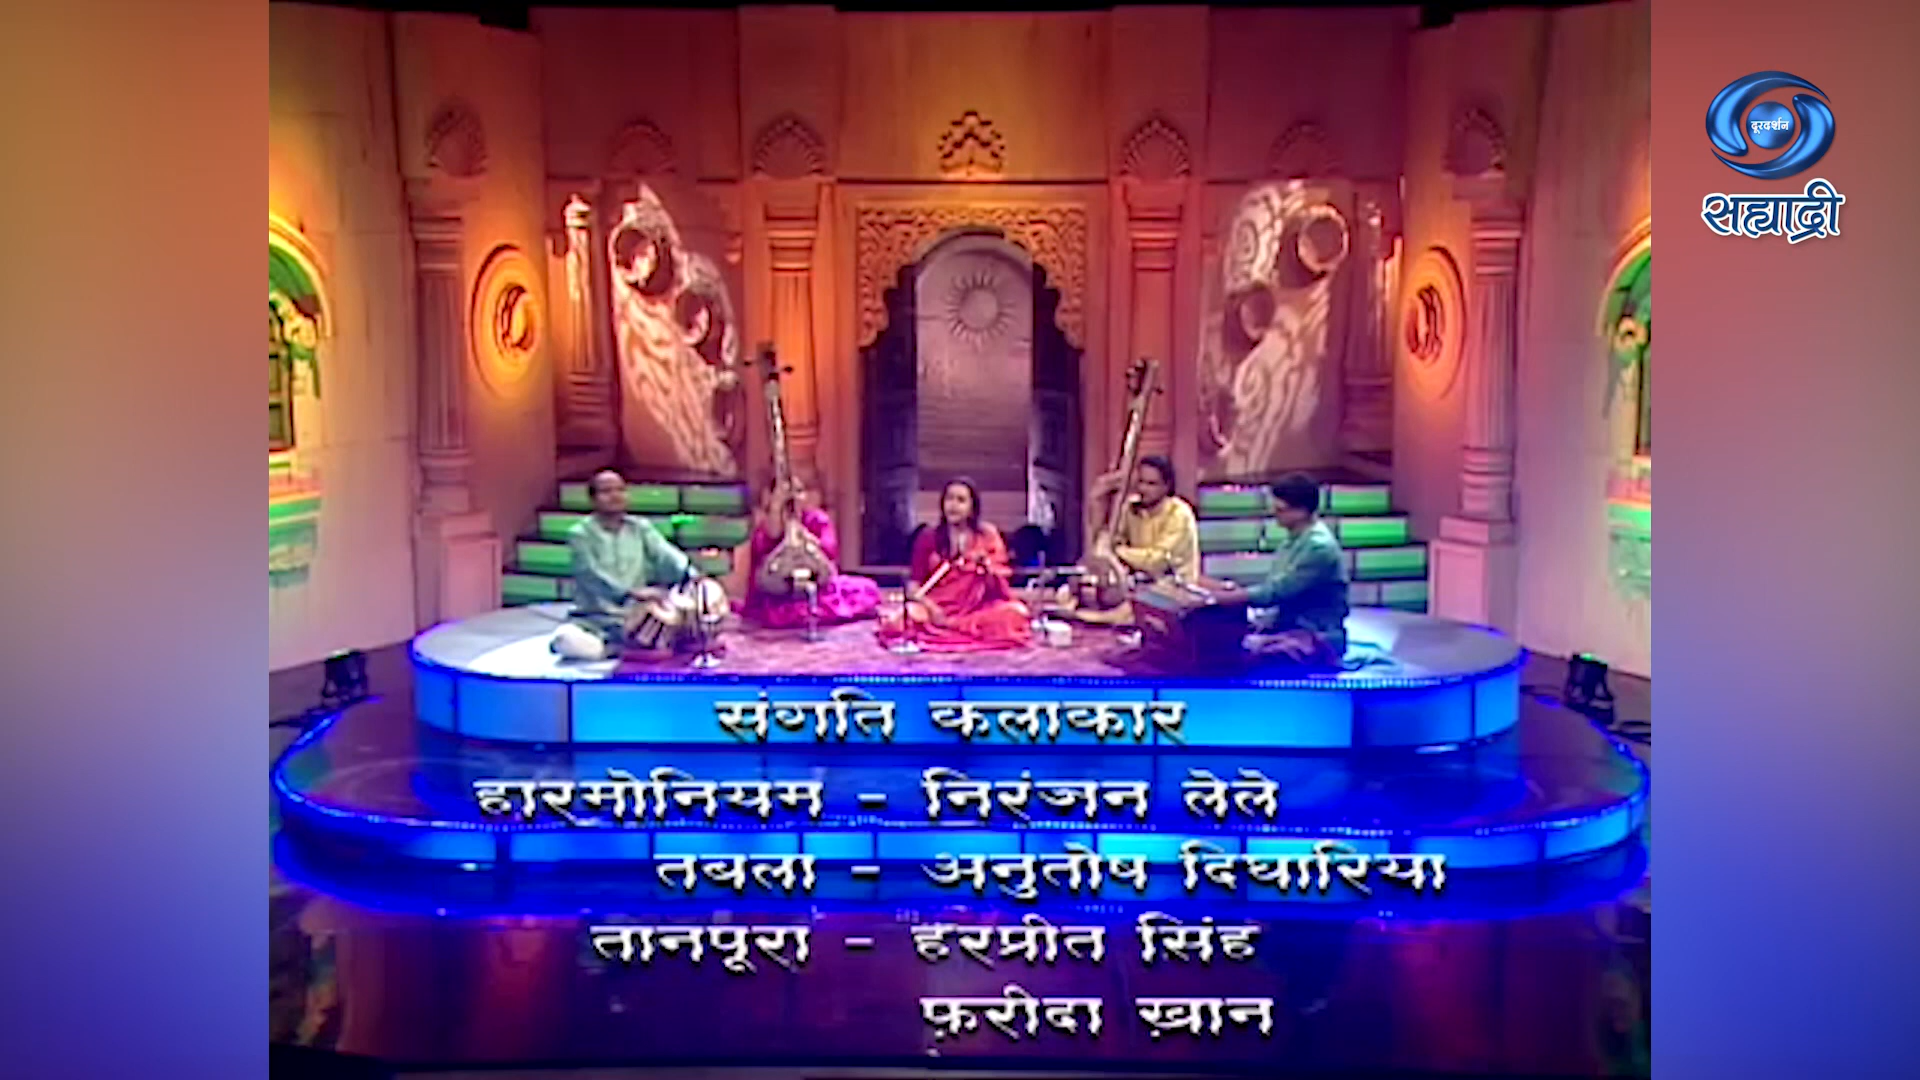 दूरदर्शन
सह्याद्री
संगति कलाकार
हारमोनियम - निरंजन लेले
तबला - अनुतोष दिघारिया
तानपूरा - हरप्रीत सिंह
फ़रीदा ख़ान